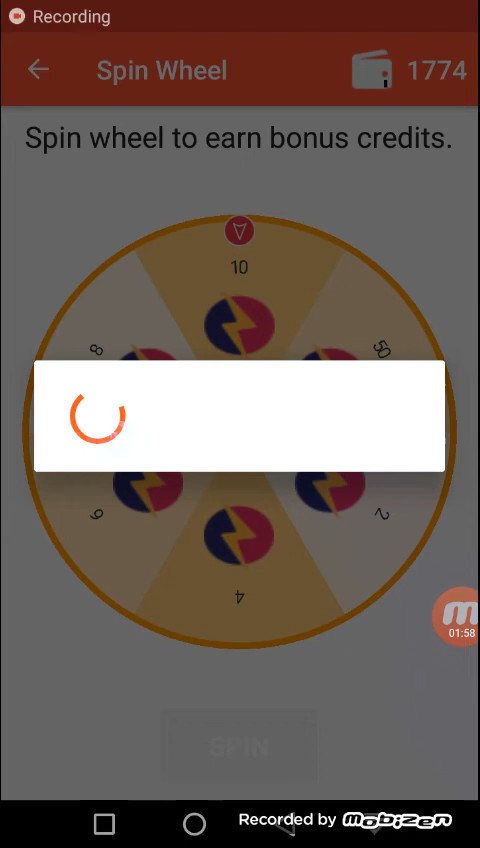 Recording
Spin Wheel
1774
Spin wheel to earn bonus credits.
10
8
50
6
2
4
01:58
SPIN
Recorded by Mobizen